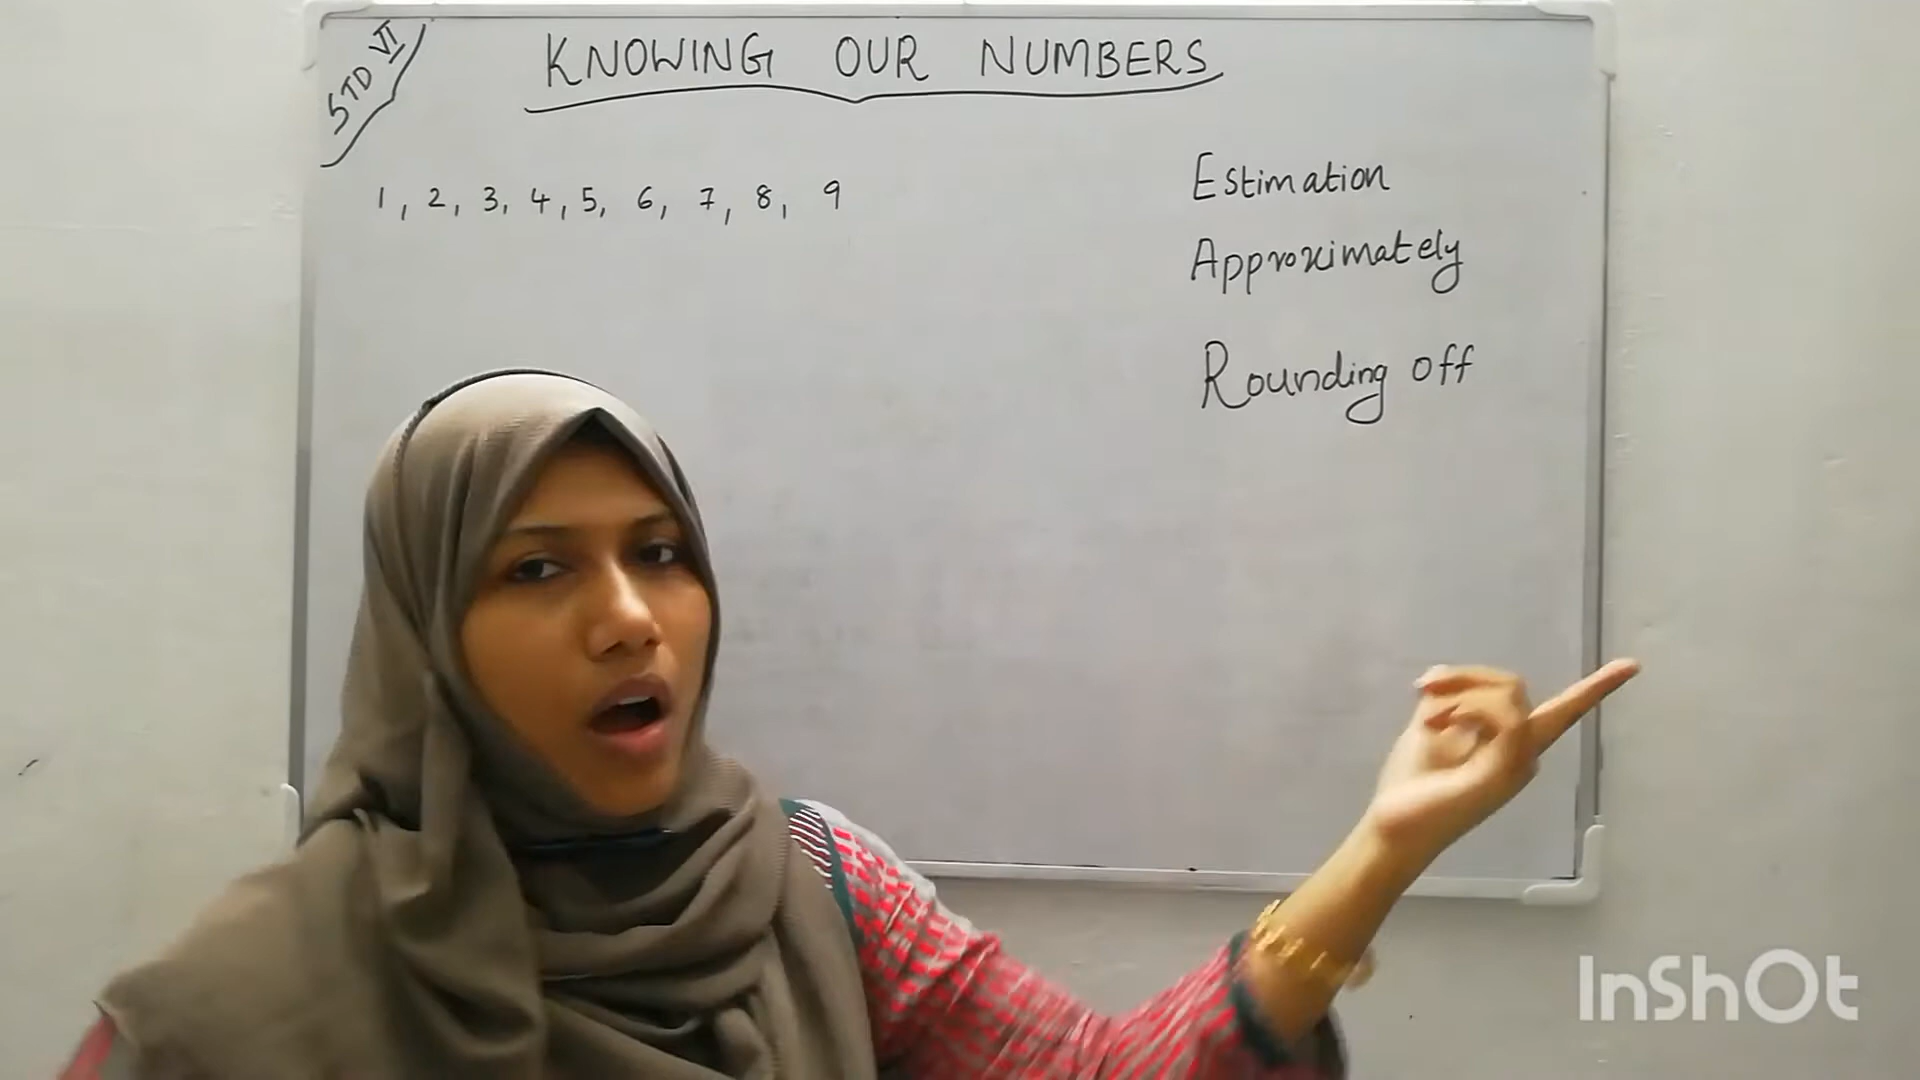 STD VI
KNOWING OUR NUMBERS
1, 2, 3, 4, 5, 6, 7, 8, 9
Estimation
Approximately
Rounding off
InShOt